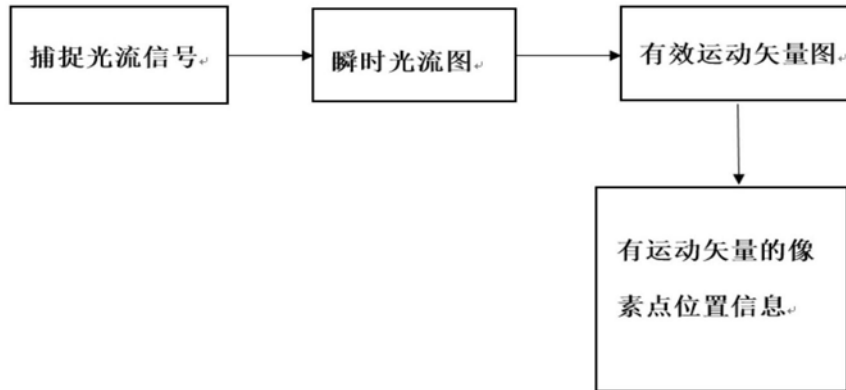 捕捉光流信号
瞬时光流图
有效运动矢量图
有运动矢量的像
素点位置信息